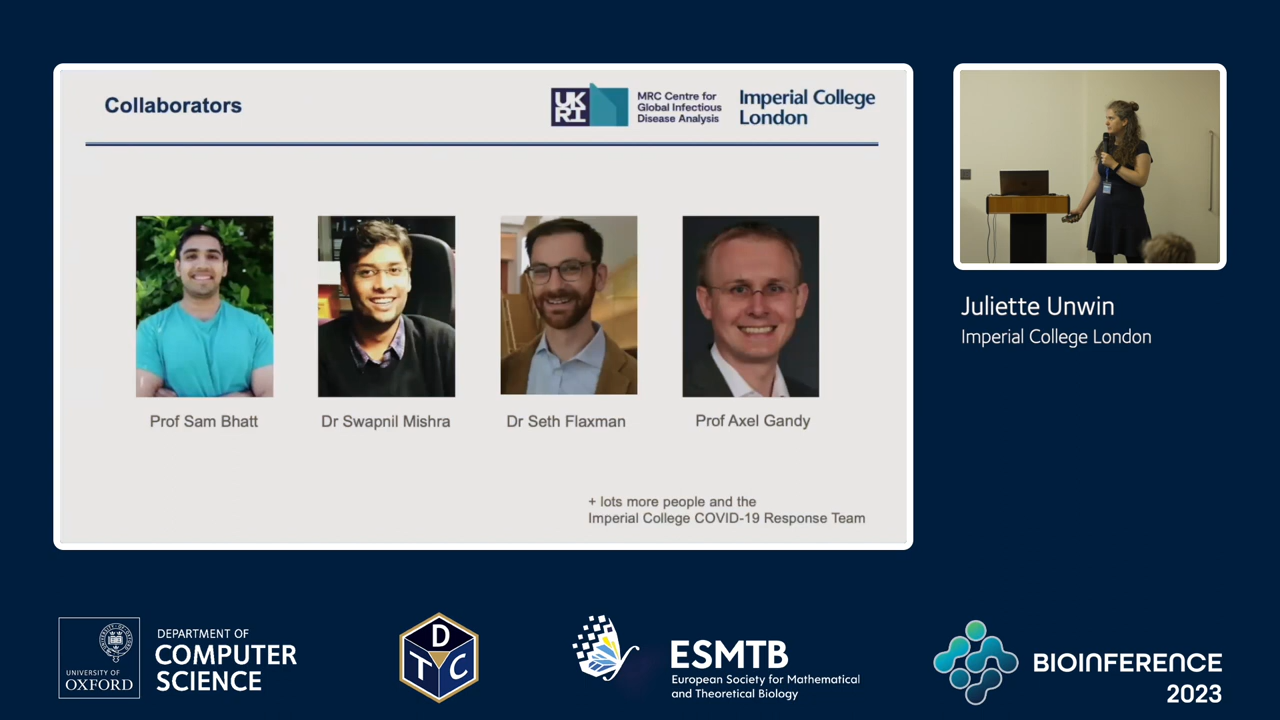 Collaborators
UK
RI
MRC Centre for
Global Infectious
Disease Analysis
Imperial College
London
Prof Sam Bhatt
Dr Swapnil Mishra
Dr Seth Flaxman
Prof Axel Gandy
+ lots more people and the
Imperial College COVID-19 Response Team
Juliette Unwin
Imperial College London
UNIVERSITY OF
OXFORD
DEPARTMENT OF
COMPUTER
SCIENCE
D
T C
ESMTB
European Society for Mathematical
and Theoretical Biology
BIOINFERENCE
2023